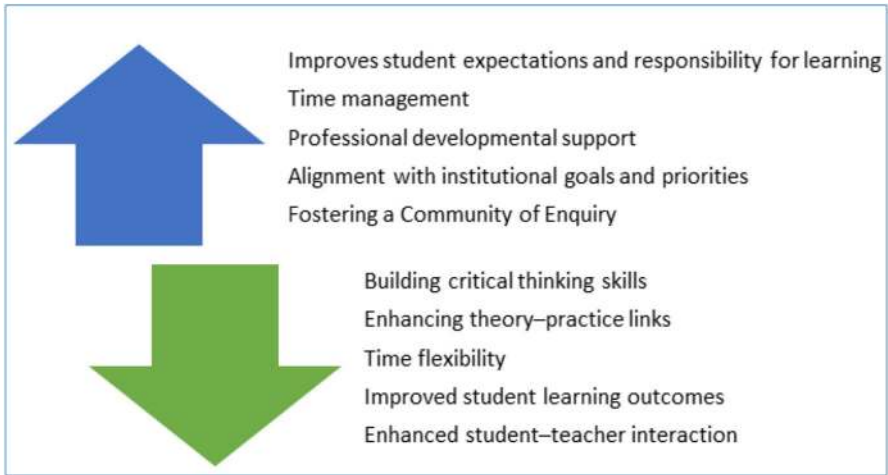 Improves student expectations and responsibility for learning
Time management
Professional developmental support
Alignment with institutional goals and priorities
Fostering a Community of Enquiry
Building critical thinking skills
Enhancing theory–practice links
Time flexibility
Improved student learning outcomes
Enhanced student–teacher interaction